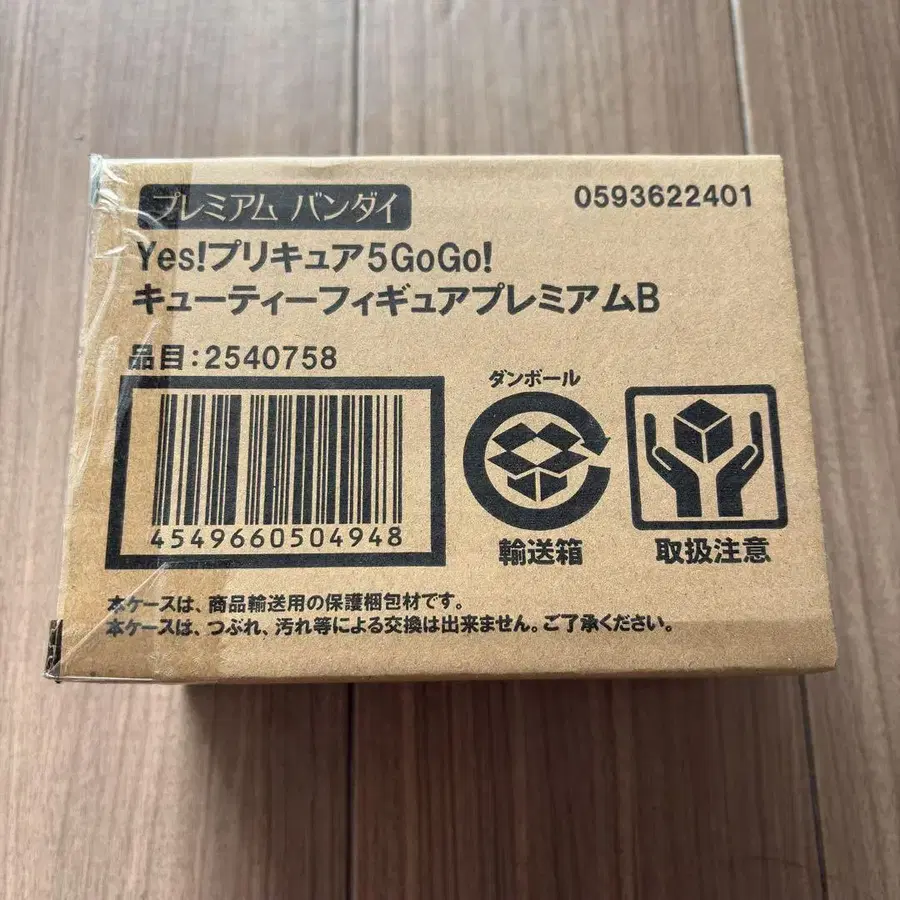 プレミアム バンダイ
0593622401
Yes!プリキュア5GoGo!
キューティーフィギュアプレミアムB
品目:2540758
4549660504948
ダンボール
輸送箱
取扱注意
本ケースは、商品輸送用の保護梱包材です。
本ケースは、つぶれ、汚れ等による交換は出来ません。ご了承ください。